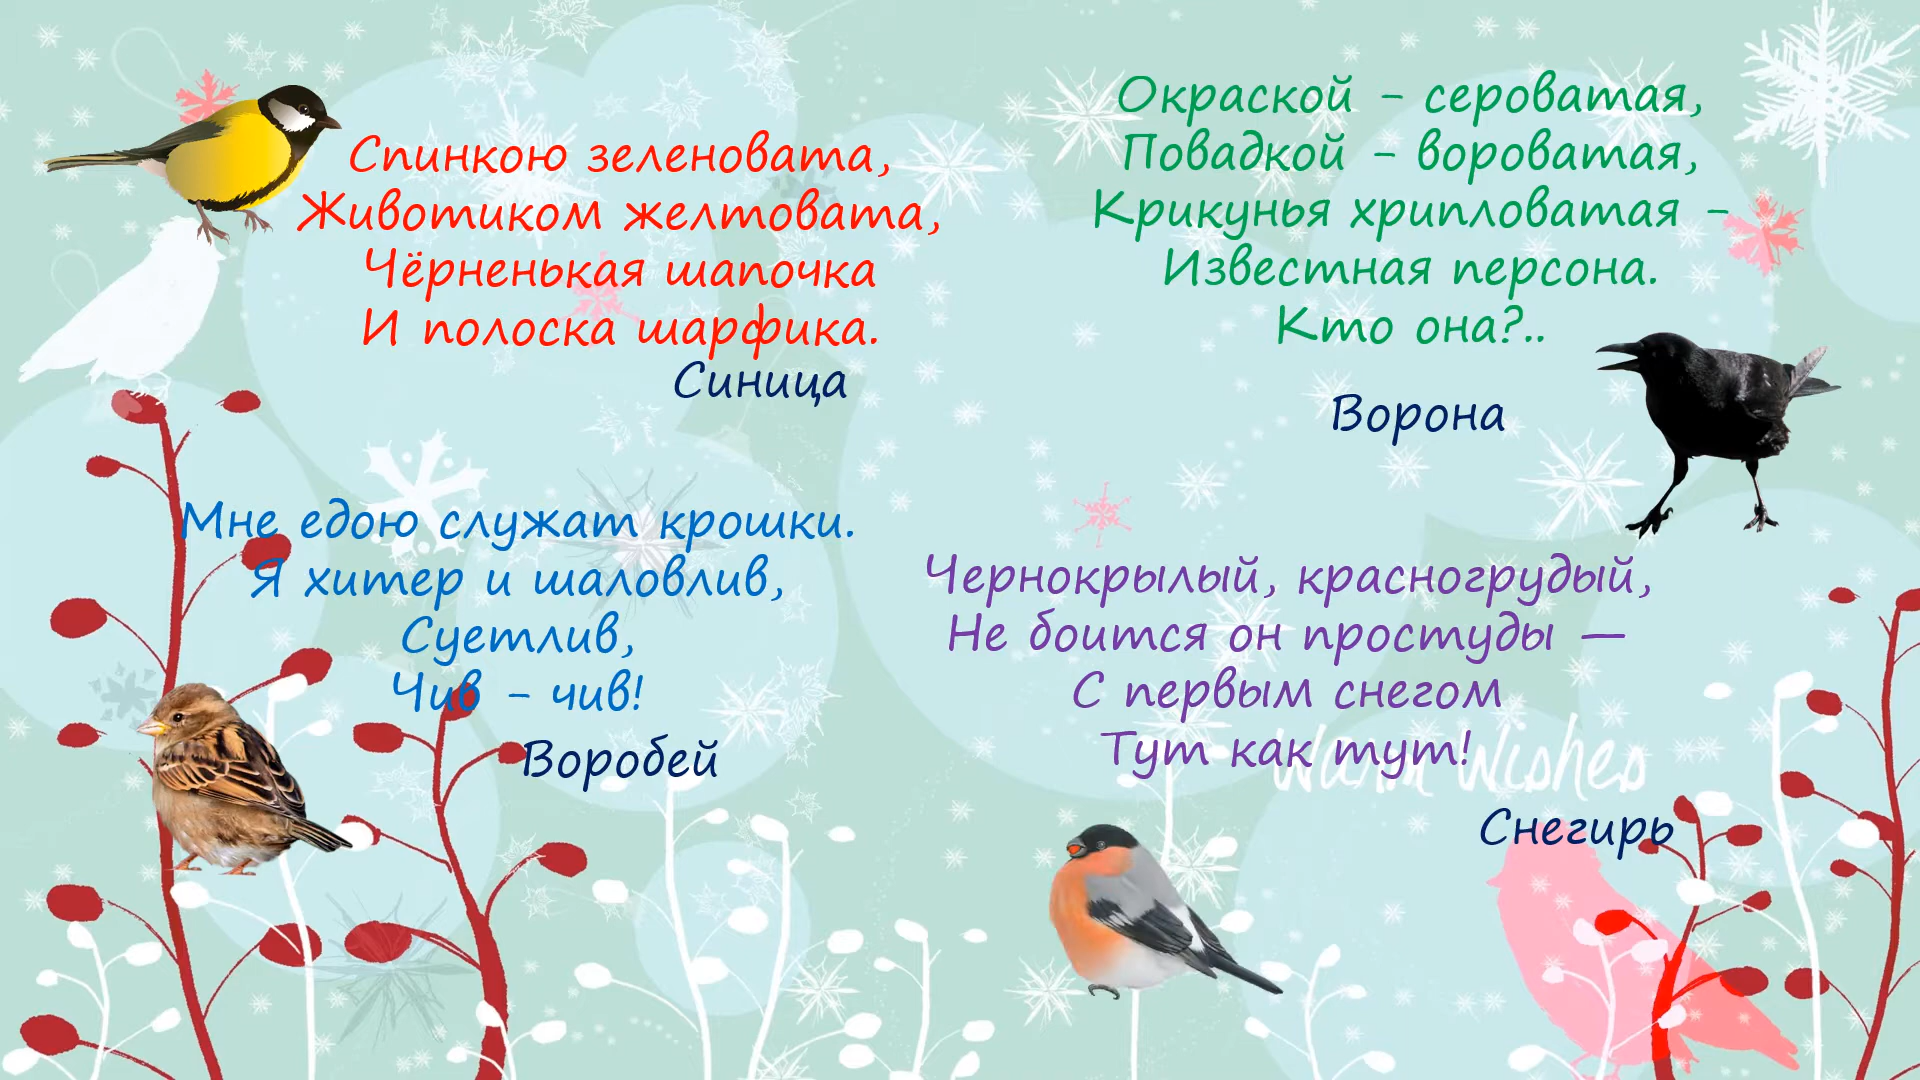 Спинкою зеленовата,
Животиком желтовата,
Чёрненькая шапочка
И полоска шарфика.
Синица
Окраской - сероватая,
Повадкой - вороватая,
Крикунья хрипловатая -
Известная персона.
Кто она?..
Ворона
Мне едою служат крошки.
Я хитер и шаловлив,
Суетлив,
Чив - чив!
Воробей
Чернокрылый, красногрудый,
Не боится он простуды —
С первым снегом
Тут как тут!
Warm Wishes
Снегирь